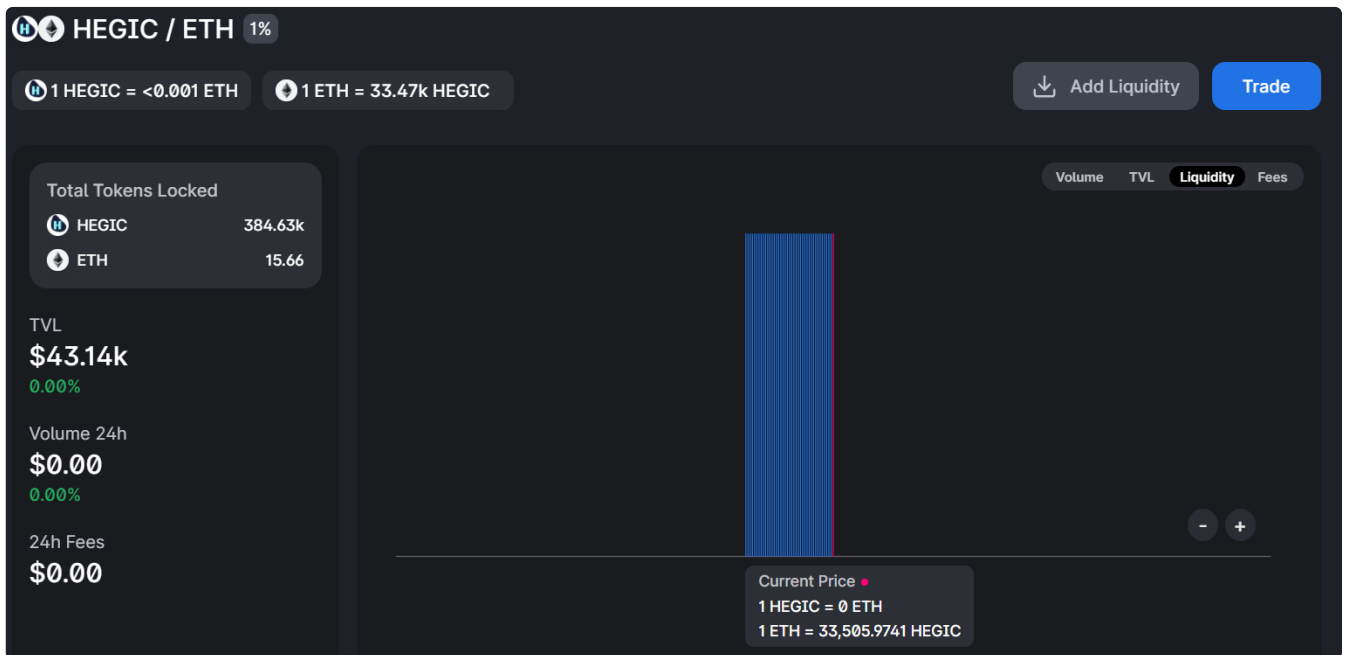 HEGIC / ETH 1%
1 HEGIC = <0.001 ETH
1 ETH = 33.47k HEGIC
Add Liquidity
Trade
Total Tokens Locked
HEGIC 384.63k
ETH 15.66
TVL
$43.14k
0.00%
Volume 24h
$0.00
0.00%
24h Fees
$0.00
Volume TVL Liquidity Fees
- +
Current Price
1 HEGIC = 0 ETH
1 ETH = 33,505.9741 HEGIC